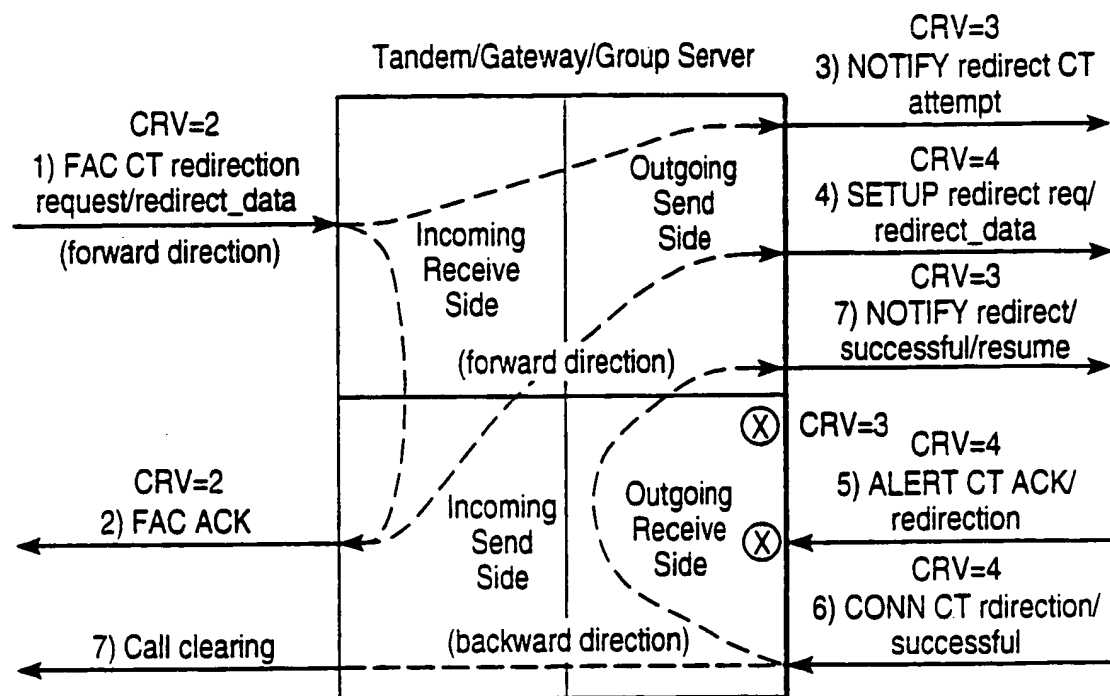 Tandem/Gateway/Group Server
CRV=2
1) FAC CT redirection
request/redirect_data
(forward direction)
CRV=3
3) NOTIFY redirect CT
attempt
CRV=4
4) SETUP redirect req/
redirect_data
CRV=3
7) NOTIFY redirect/
successful/resume
Incoming
Receive
Side
Outgoing
Send
Side
(forward direction)
X
CRV=3
CRV=2
2) FAC ACK
Incoming
Send
Side
Outgoing
Receive
Side
X
CRV=4
5) ALERT CT ACK/
redirection
CRV=4
6) CONN CT rdirection/
successful
7) Call clearing
(backward direction)